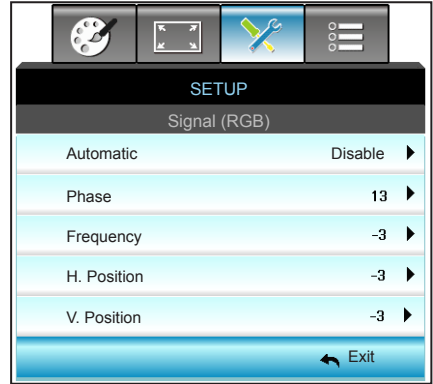 SETUP
Signal (RGB)
Automatic Disable
Phase 13
Frequency -3
H. Position -3
V. Position -3
Exit